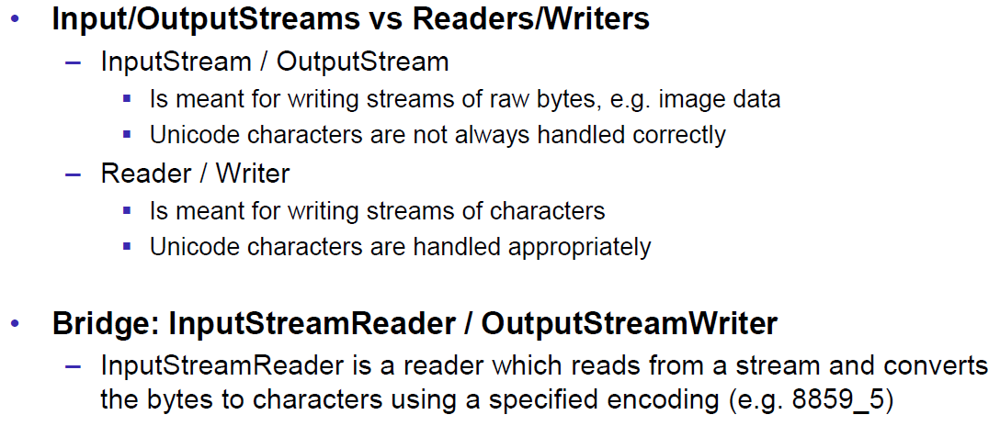 • Input/OutputStreams vs Readers/Writers
– InputStream / OutputStream
▪ Is meant for writing streams of raw bytes, e.g. image data
▪ Unicode characters are not always handled correctly
– Reader / Writer
▪ Is meant for writing streams of characters
▪ Unicode characters are handled appropriately
• Bridge: InputStreamReader / OutputStreamWriter
– InputStreamReader is a reader which reads from a stream and converts
the bytes to characters using a specified encoding (e.g. 8859_5)